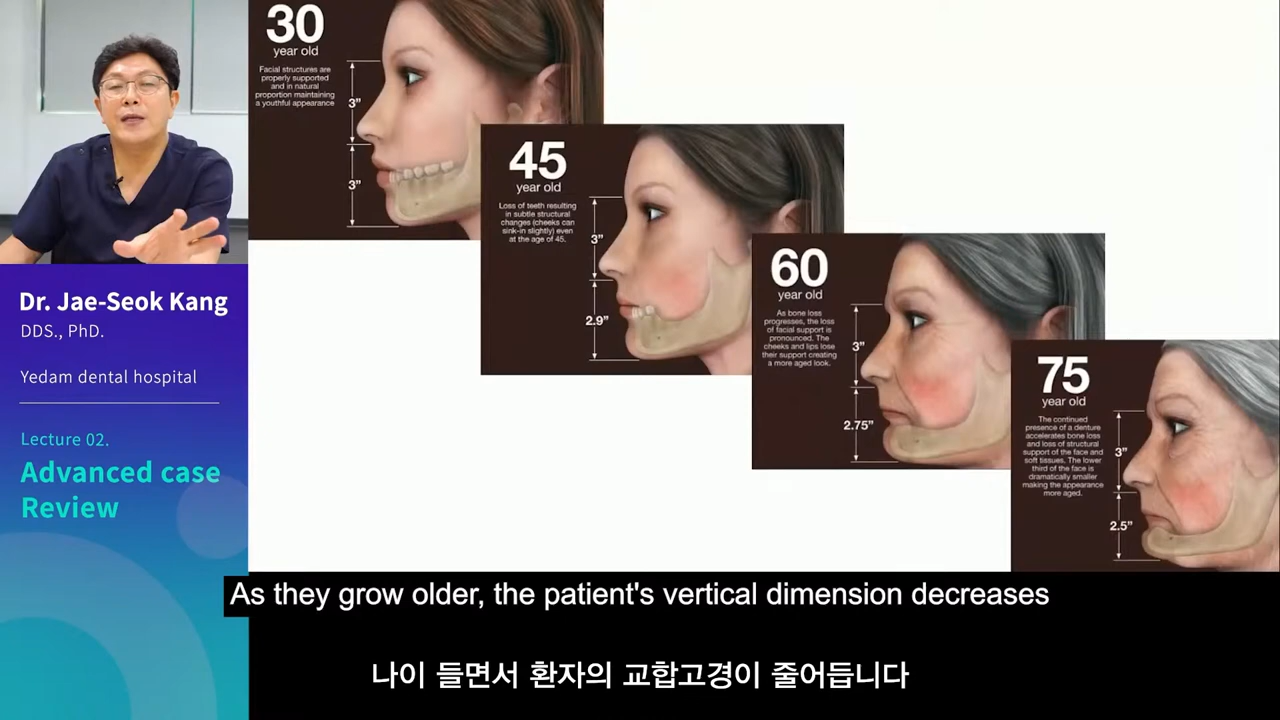 30
year old
Facial structures are
properly supported
and in natural
proportion maintaining
a youthful appearance
3"
3"
45
year old
Loss of teeth resulting
in subtle structural
changes (cheeks can
sink-in slightly) even
at the age of 45.
3"
2.9"
60
year old
As bone loss
progresses, the loss
of facial support is
pronounced. The
cheeks and lips lose
their support creating
a more aged look.
3"
2.75"
75
year old
The continued
presence of a denture
accelerates bone loss
and loss of structural
support of the face and
soft tissues. The lower
third of the face is
dramatically smaller
making the appearance
more aged.
3"
2.5"
Dr. Jae-Seok Kang
DDS., PhD.
Yedam dental hospital
Lecture 02.
Advanced case
Review
As they grow older, the patient's vertical dimension decreases
나이 들면서 환자의 교합고경이 줄어듭니다